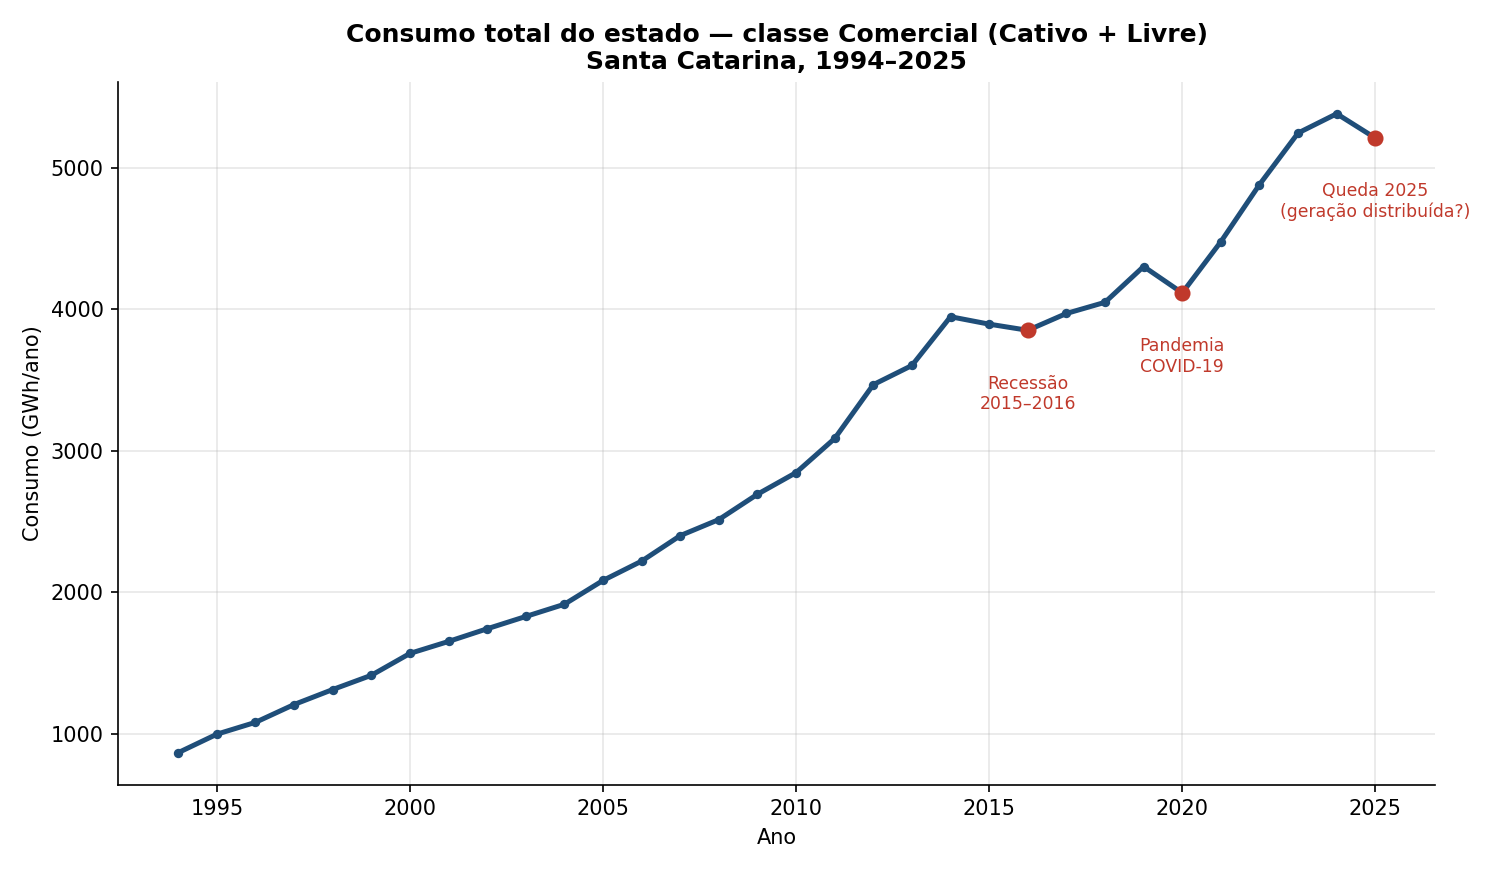 Consumo total do estado — classe Comercial (Cativo + Livre)
Santa Catarina, 1994–2025
Consumo (GWh/ano)
5000
4000
3000
2000
1000
Queda 2025
(geração distribuída?)
Pandemia
COVID-19
Recessão
2015–2016
1995
2000
2005
2010
2015
2020
2025
Ano